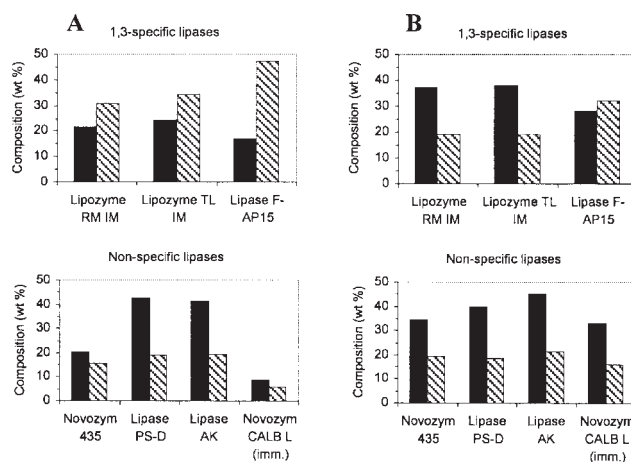 A
1,3-specific lipases
Composition (wt %)
50
40
30
20
10
0
Lipozyme RM IM
Lipozyme TL IM
Lipase F-AP15
B
1,3-specific lipases
Composition (wt %)
50
40
30
20
10
0
Lipozyme RM IM
Lipozyme TL IM
Lipase F-AP15
Non-specific lipases
Composition (wt %)
50
40
30
20
10
0
Novozym 435
Lipase PS-D
Lipase AK
Novozym CALB L (imm.)
Non-specific lipases
Composition (wt %)
50
40
30
20
10
0
Novozym 435
Lipase PS-D
Lipase AK
Novozym CALB L (imm.)